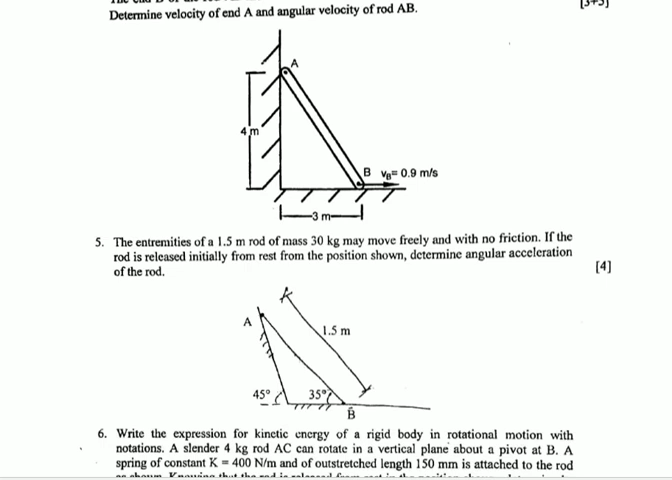 Determine velocity of end A and angular velocity of rod AB.
[3+5]
A
4 m
B v_B= 0.9 m/s
3 m
5. The entremities of a 1.5 m rod of mass 30 kg may move freely and with no friction. If the
rod is released initially from rest from the position shown, determine angular acceleration
of the rod.
[4]
A
1.5 m
45°
35°
B
6. Write the expression for kinetic energy of a rigid body in rotational motion with
notations. A slender 4 kg rod AC can rotate in a vertical plane about a pivot at B. A
spring of constant K = 400 N/m and of outstretched length 150 mm is attached to the rod